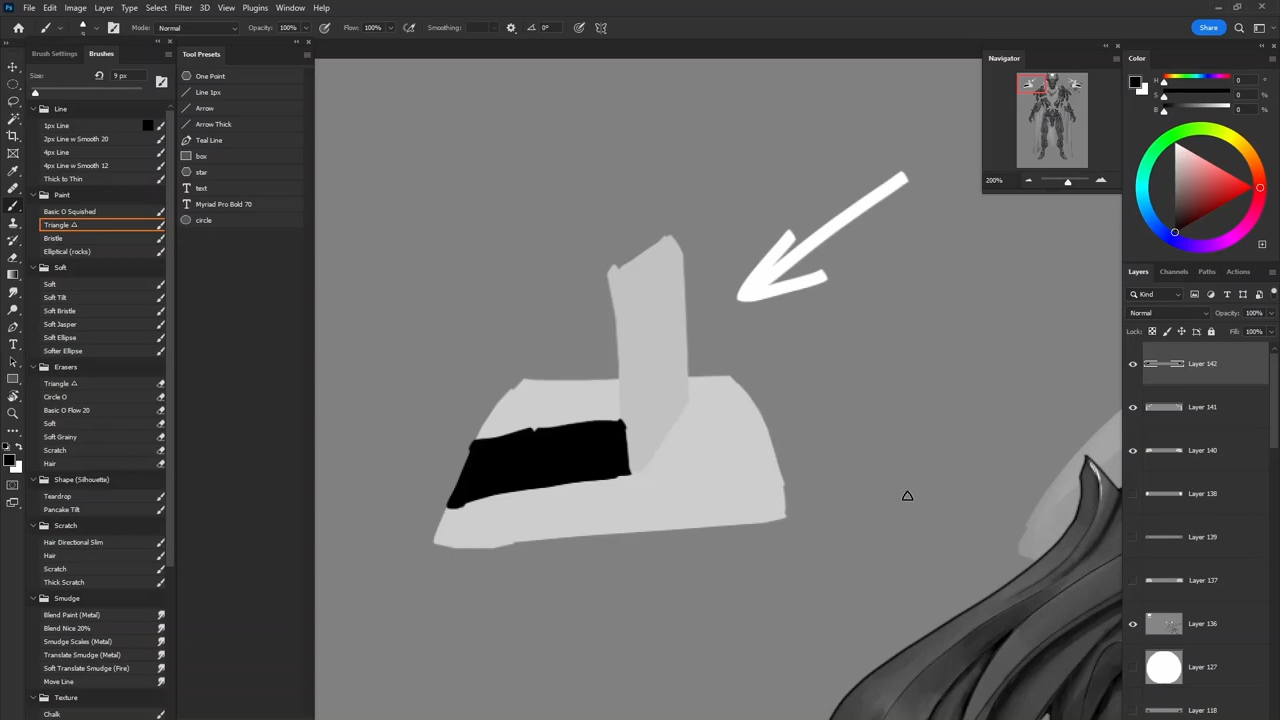 Ps File Edit Image Layer Type Select Filter 3D View Plugins Window Help
Mode: Normal Opacity: 100% Flow: 100% Smoothing: 0° Share
Brush Settings Brushes
Size: 9 px
Line
1px Line
2px Line w Smooth 20
4px Line
4px Line w Smooth 12
Thick to Thin
Paint
Basic O Squished
Triangle △
Bristle
Elliptical (rocks)
Soft
Soft
Soft Tilt
Soft Bristle
Soft Jasper
Soft Ellipse
Softer Ellipse
Erasers
Triangle △
Circle O
Basic O Flow 20
Soft
Soft Grainy
Scratch
Hair
Shape (Silhouette)
Teardrop
Pancake Tilt
Scratch
Hair Directional Slim
Hair
Scratch
Thick Scratch
Smudge
Blend Paint (Metal)
Blend Nice 20%
Smudge Scales (Metal)
Translate Smudge (Metal)
Soft Translate Smudge (Fire)
Move Line
Texture
Chalk
Tool Presets
One Point
Line 1px
Arrow
Arrow Thick
Teal Line
box
star
text
Myriad Pro Bold 70
circle
Navigator
200%
Color
H 0 °
S 0 %
B 0 %
Layers Channels Paths Actions
Kind
Normal Opacity: 100%
Lock: Fill: 100%
Layer 142
Layer 141
Layer 140
Layer 138
Layer 139
Layer 137
Layer 136
Layer 127
Layer 118